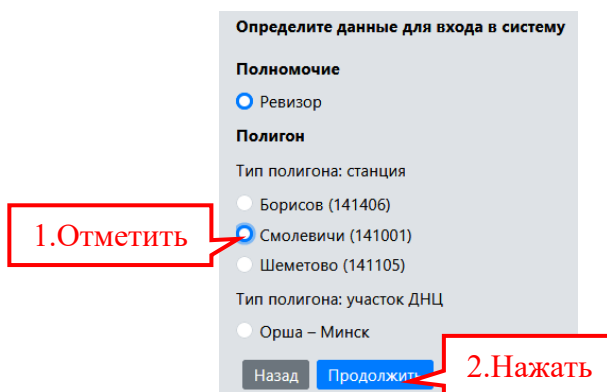 Определите данные для входа в систему
Полномочие
Ревизор
Полигон
Тип полигона: станция
Борисов (141406)
1.Отметить
Смолевичи (141001)
Шеметово (141105)
Тип полигона: участок ДНЦ
Орша – Минск
Назад Продолжить
2.Нажать